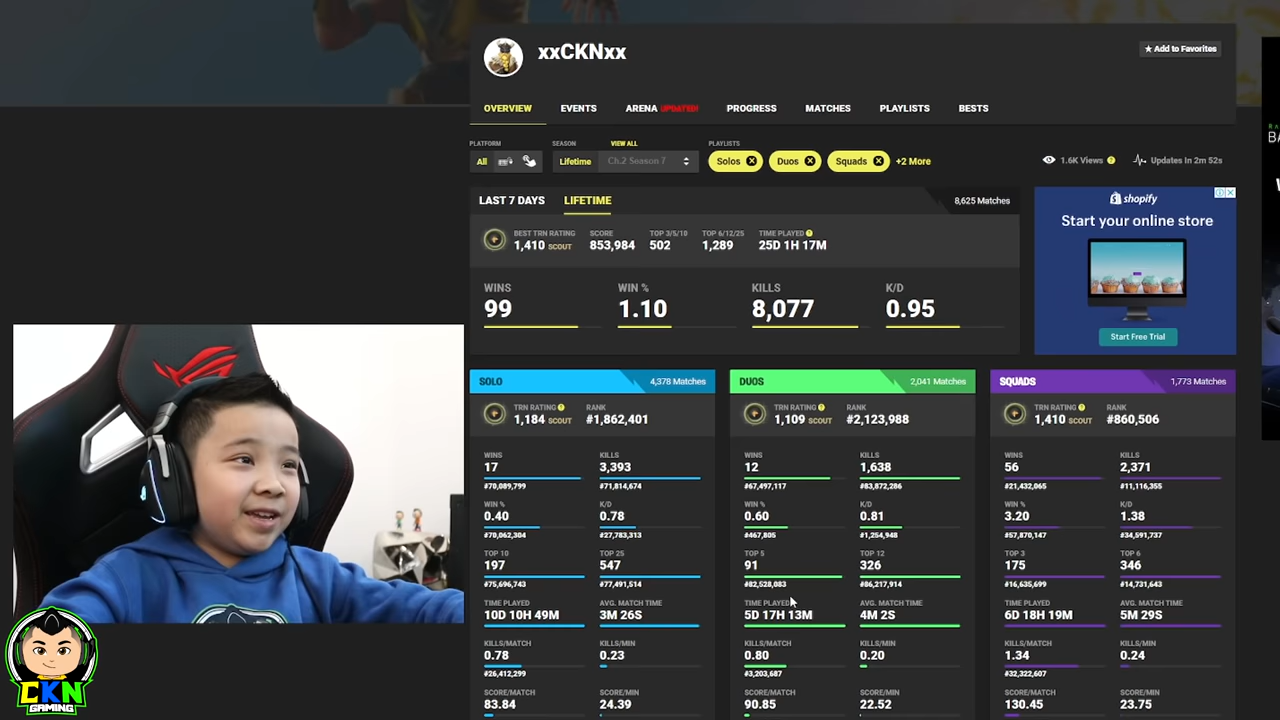 xxCKNxx
★ Add to Favorites
OVERVIEW EVENTS ARENA UPDATED! PROGRESS MATCHES PLAYLISTS BESTS
PLATFORM SEASON VIEW ALL PLAYLISTS
All Lifetime Ch.2 Season 7 Solos Duos Squads +2 More 1.6K Views Updates In 2m 52s
LAST 7 DAYS LIFETIME 8,625 Matches
BEST TRN RATING SCORE TOP 3/5/10 TOP 6/12/25 TIME PLAYED
1,410 SCOUT 853,984 502 1,289 25D 1H 17M
WINS WIN % KILLS K/D
99 1.10 8,077 0.95
shopify
Start your online store
Start Free Trial
SOLO 4,378 Matches
TRN RATING RANK
1,184 SCOUT #1,862,401
WINS KILLS
17 3,393
#70,089,799 #71,814,674
WIN % K/D
0.40 0.78
#70,062,304 #27,783,313
TOP 10 TOP 25
197 547
#75,696,743 #77,491,514
TIME PLAYED AVG. MATCH TIME
10D 10H 49M 3M 26S
KILLS/MATCH KILLS/MIN
0.78 0.23
#26,412,299
SCORE/MATCH SCORE/MIN
83.84 24.39
DUOS 2,041 Matches
TRN RATING RANK
1,109 SCOUT #2,123,988
WINS KILLS
12 1,638
#67,497,117 #83,872,286
WIN % K/D
0.60 0.81
#467,805 #1,254,948
TOP 5 TOP 12
91 326
#82,528,083 #86,217,914
TIME PLAYED AVG. MATCH TIME
5D 17H 13M 4M 2S
KILLS/MATCH KILLS/MIN
0.80 0.20
#3,203,687
SCORE/MATCH SCORE/MIN
90.85 22.52
SQUADS 1,773 Matches
TRN RATING RANK
1,410 SCOUT #860,506
WINS KILLS
56 2,371
#21,432,065 #11,116,355
WIN % K/D
3.20 1.38
#57,870,147 #34,591,737
TOP 3 TOP 6
175 346
#16,635,699 #14,731,643
TIME PLAYED AVG. MATCH TIME
6D 18H 19M 5M 29S
KILLS/MATCH KILLS/MIN
1.34 0.24
#32,322,607
SCORE/MATCH SCORE/MIN
130.45 23.75
CKN
GAMING